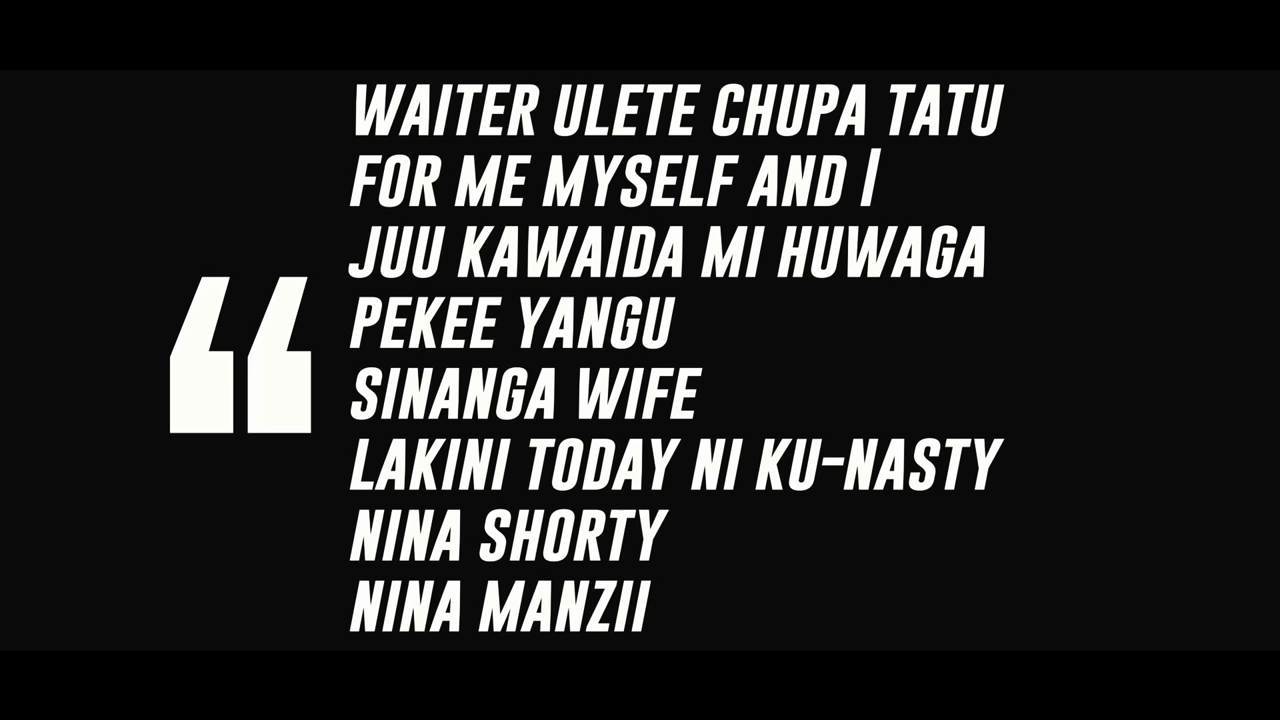 “
WAITER ULETE CHUPA TATU
FOR ME MYSELF AND I
JUU KAWAIDA MI HUWAGA
PEKEE YANGU
SINANGA WIFE
LAKINI TODAY NI KU-NASTY
NINA SHORTY
NINA MANZII